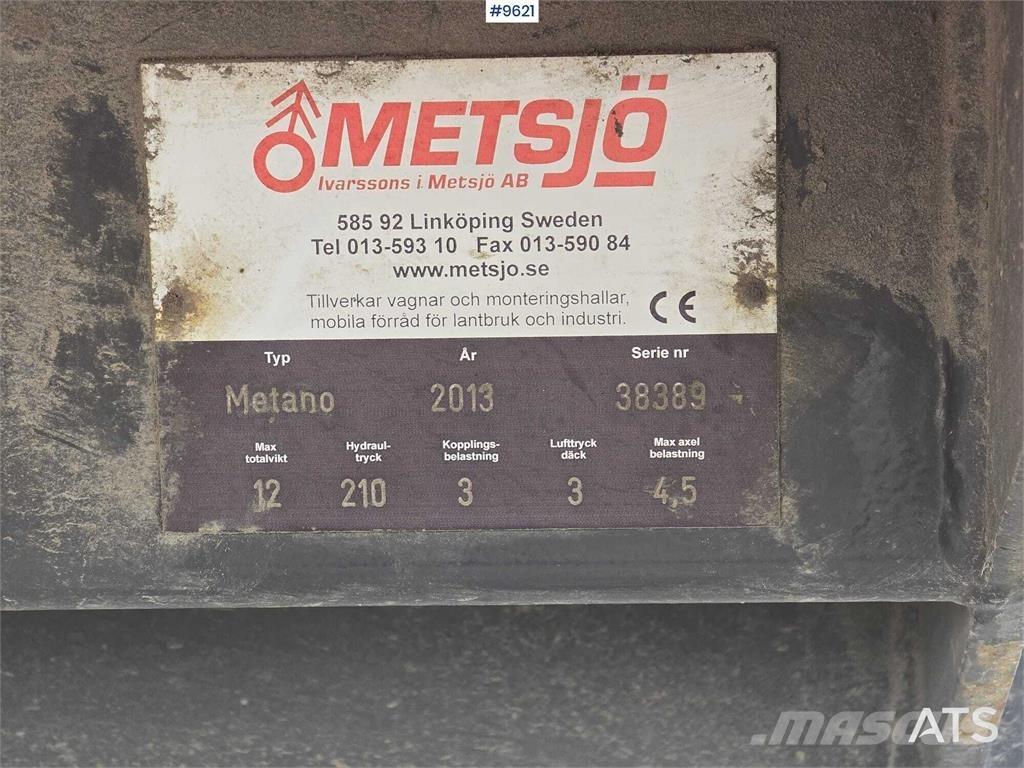 #9621
METSJÖ
Ivarssons i Metsjö AB
585 92 Linköping Sweden
Tel 013-593 10 Fax 013-590 84
www.metsjo.se
Tillverkar vagnar och monteringshallar,
mobila förråd för lantbruk och industri.
CE
Typ År Serie nr
Metano 2013 38389
Max totalvikt Hydraul-tryck Kopplings-belastning Lufttryck däck Max axel belastning
12 210 3 3 4,5
ATS